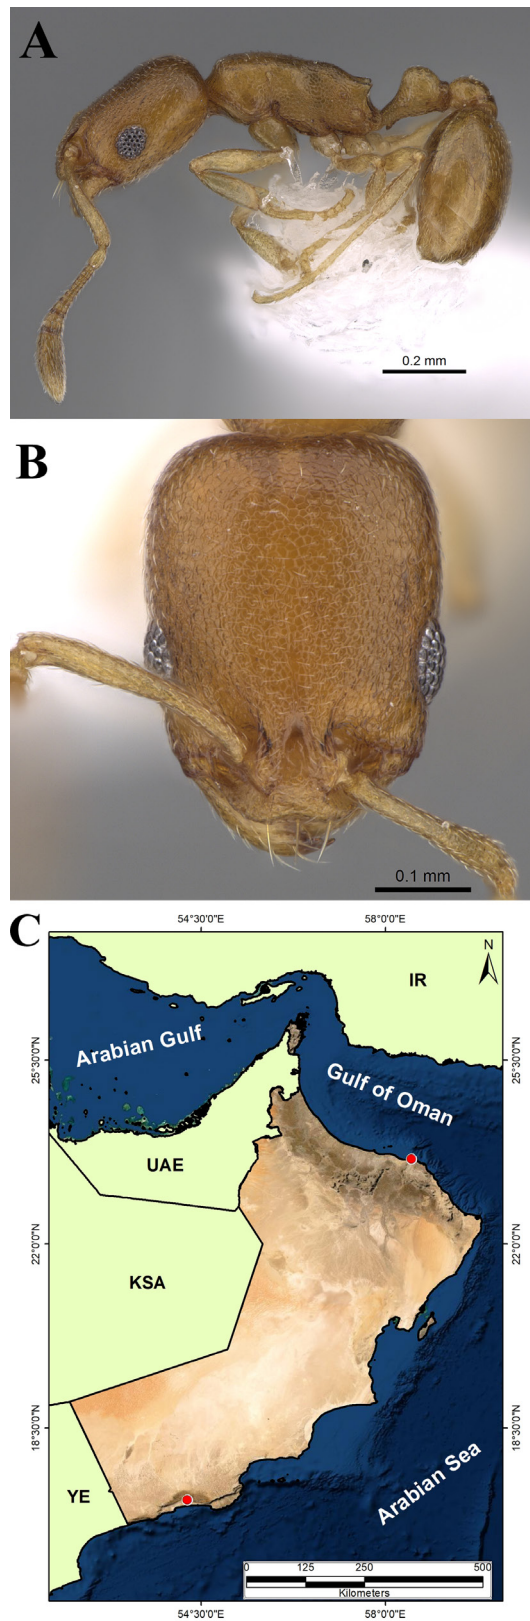 A
0.2 mm
B
0.1 mm
C
54°30'0"E
58°0'0"E
N
IR
Arabian Gulf
Gulf of Oman
25°30'0"N
25°30'0"N
UAE
22°0'0"N
22°0'0"N
KSA
18°30'0"N
18°30'0"N
Arabian Sea
YE
0
125
250
500
Kilometers
54°30'0"E
58°0'0"E